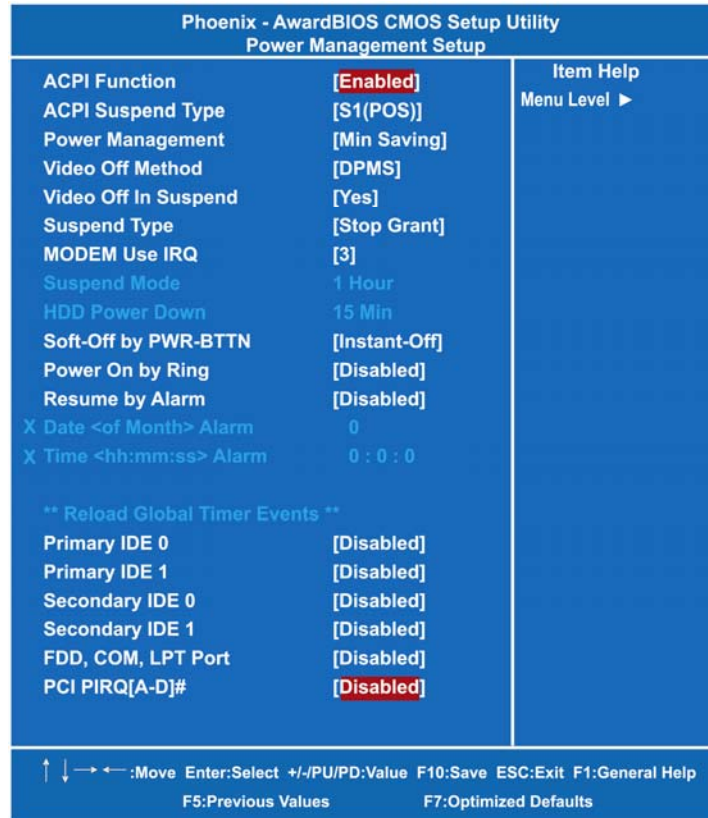 Phoenix - AwardBIOS CMOS Setup Utility
Power Management Setup
Item Help
Menu Level ►
ACPI Function [Enabled]
ACPI Suspend Type [S1(POS)]
Power Management [Min Saving]
Video Off Method [DPMS]
Video Off In Suspend [Yes]
Suspend Type [Stop Grant]
MODEM Use IRQ [3]
Suspend Mode 1 Hour
HDD Power Down 15 Min
Soft-Off by PWR-BTTN [Instant-Off]
Power On by Ring [Disabled]
Resume by Alarm [Disabled]
X Date <of Month> Alarm 0
X Time <hh:mm:ss> Alarm 0 : 0 : 0
** Reload Global Timer Events **
Primary IDE 0 [Disabled]
Primary IDE 1 [Disabled]
Secondary IDE 0 [Disabled]
Secondary IDE 1 [Disabled]
FDD, COM, LPT Port [Disabled]
PCI PIRQ[A-D]# [Disabled]
↑ ↓ → ← :Move Enter:Select +/-/PU/PD:Value F10:Save ESC:Exit F1:General Help
F5:Previous Values F7:Optimized Defaults